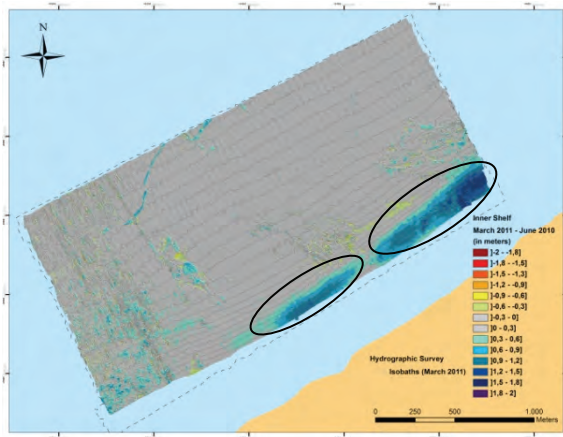 N
Inner Shelf
March 2011 - June 2010
(in meters)
]-2 - -1,8]
]-1,8 - -1,5]
]-1,5 - -1,3]
]-1,2 - -0,9]
]-0,9 - -0,6]
]-0,6 - -0,3]
]-0,3 - 0]
]0 - 0,3]
]0,3 - 0,6]
]0,6 - 0,9]
]0,9 - 1,2]
]1,2 - 1,5]
]1,5 - 1,8]
]1,8 - 2]
Hydrographic Survey
Isobaths (March 2011)
0 250 500 1,000
Meters